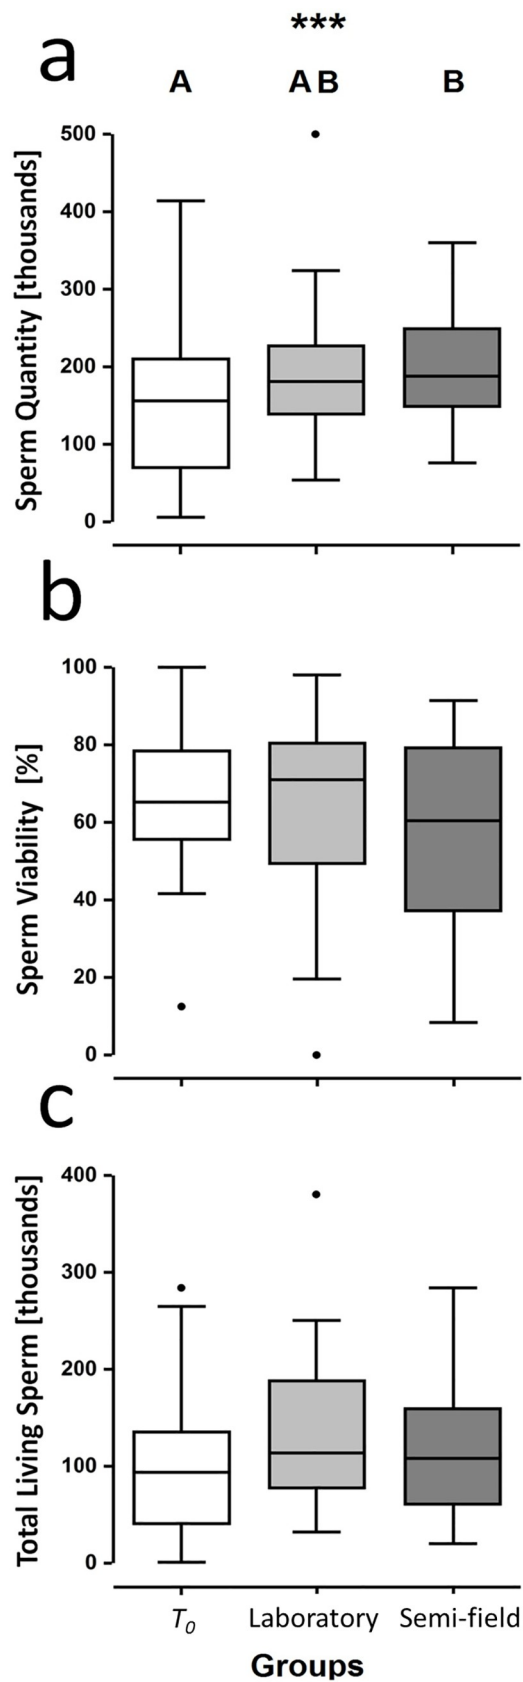 a
***
A AB B
Sperm Quantity [thousands]
500
400
300
200
100
0
b
Sperm Viability [%]
100
80
60
40
20
0
c
Total Living Sperm [thousands]
400
300
200
100
0
T0 Laboratory Semi-field
Groups